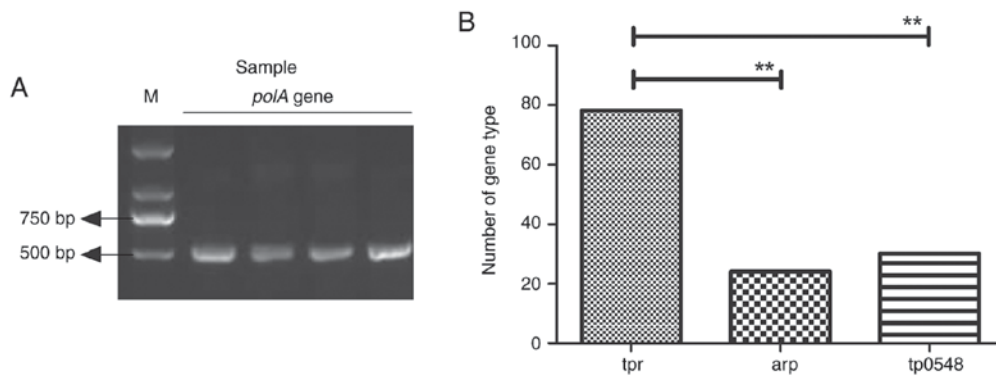 A
Sample
M
polA gene
750 bp
500 bp
B
Number of gene type
100
80
60
40
20
0
**
**
tpr
arp
tp0548